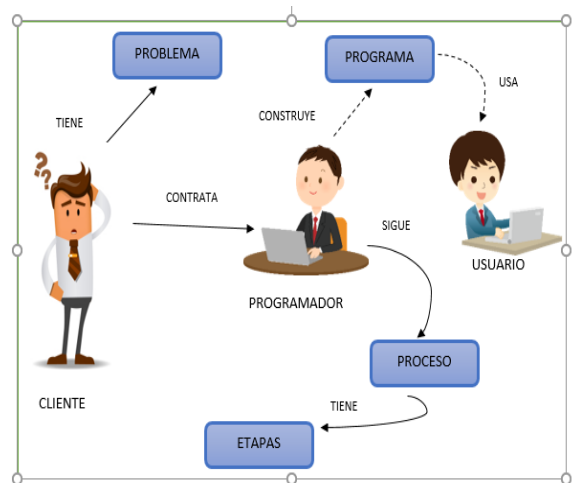 PROBLEMA
PROGRAMA
USA
TIENE
CONSTRUYE
CONTRATA
SIGUE
USUARIO
PROGRAMADOR
PROCESO
CLIENTE
TIENE
ETAPAS